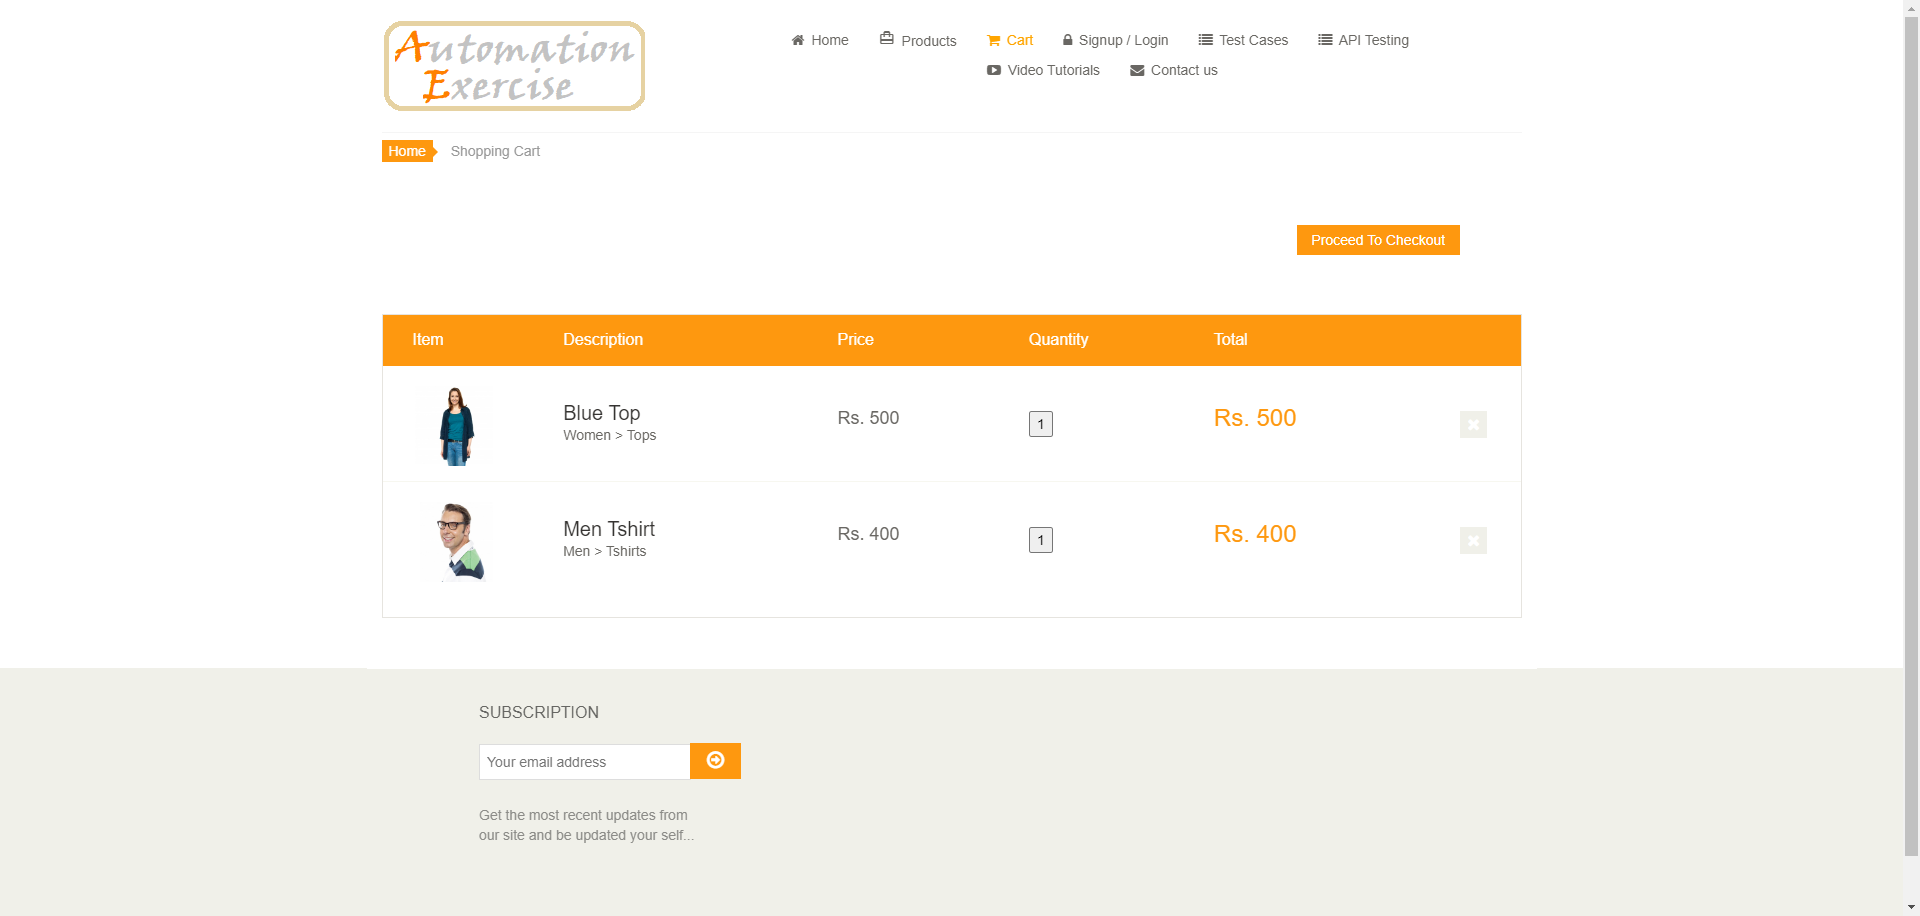 Automation
Exercise
Home Products Cart Signup / Login Test Cases API Testing
Video Tutorials Contact us
Home Shopping Cart
Proceed To Checkout
Item Description Price Quantity Total
Blue Top Rs. 500 1 Rs. 500
Women > Tops
Men Tshirt Rs. 400 1 Rs. 400
Men > Tshirts
SUBSCRIPTION
Your email address
Get the most recent updates from
our site and be updated your self...